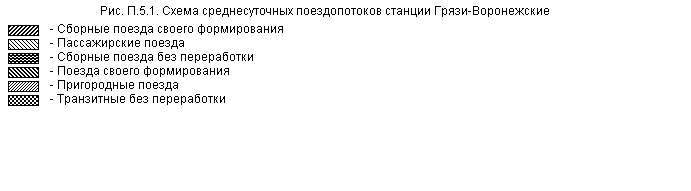 Рис. П.5.1. Схема среднесуточных поездопотоков станции Грязи-Воронежские
- Сборные поезда своего формирования
- Пассажирские поезда
- Сборные поезда без переработки
- Поезда своего формирования
- Пригородные поезда
- Транзитные без переработки